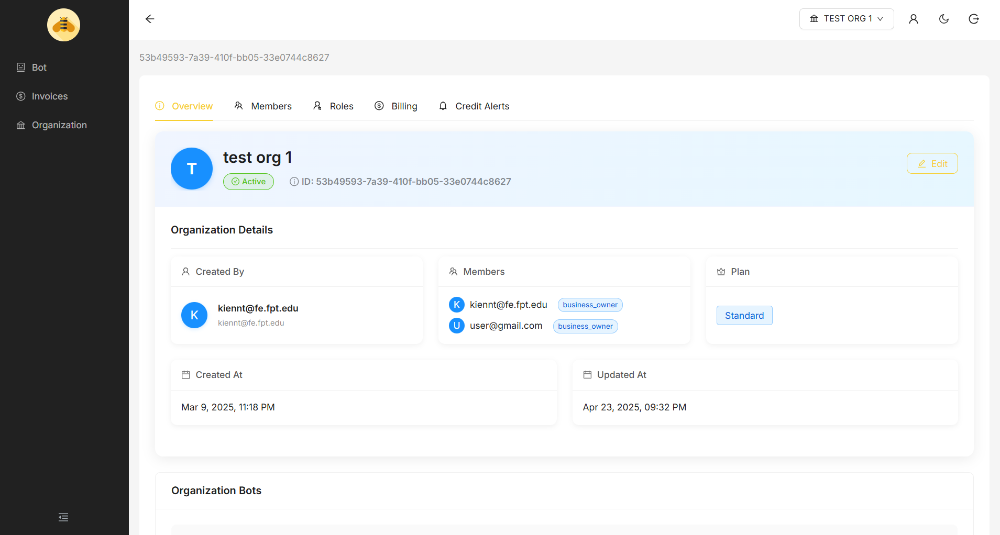 TEST ORG 1
Bot
Invoices
Organization
53b49593-7a39-410f-bb05-33e0744c8627
Overview
Members
Roles
Billing
Credit Alerts
T
test org 1
Active
ID: 53b49593-7a39-410f-bb05-33e0744c8627
Edit
Organization Details
Created By
K
kiennt@fe.fpt.edu
kiennt@fe.fpt.edu
Members
K kiennt@fe.fpt.edu business_owner
U user@gmail.com business_owner
Plan
Standard
Created At
Mar 9, 2025, 11:18 PM
Updated At
Apr 23, 2025, 09:32 PM
Organization Bots